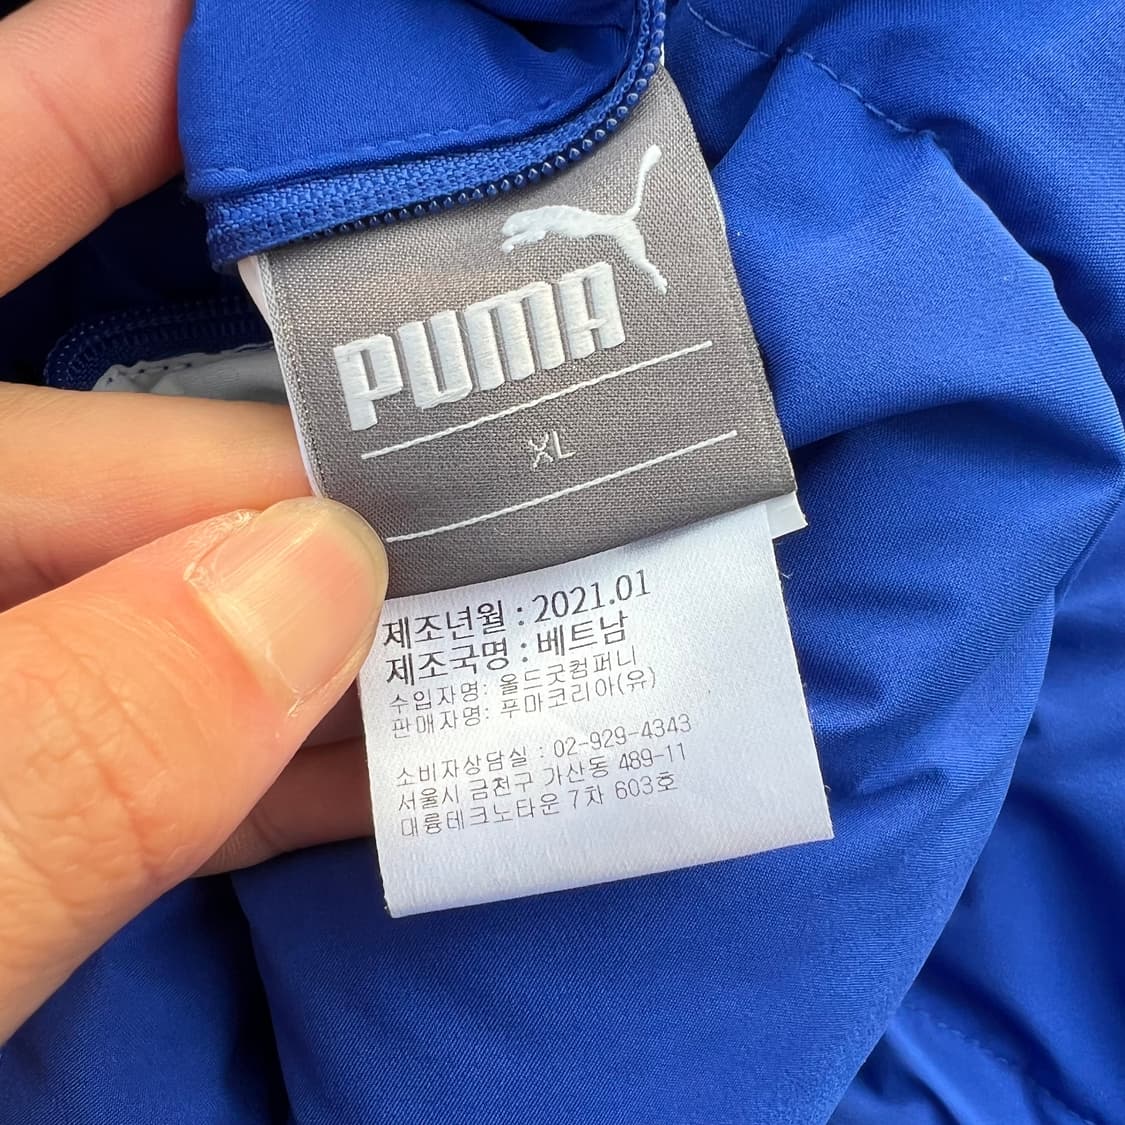 PUMA
XL
제조년월 : 2021.01
제조국명 : 베트남
수입자명: 올드굿컴퍼니
판매자명: 푸마코리아(유)
소비자상담실 : 02-929-4343
서울시 금천구 가산동 489-11
대륭테크노타운 7차 603호